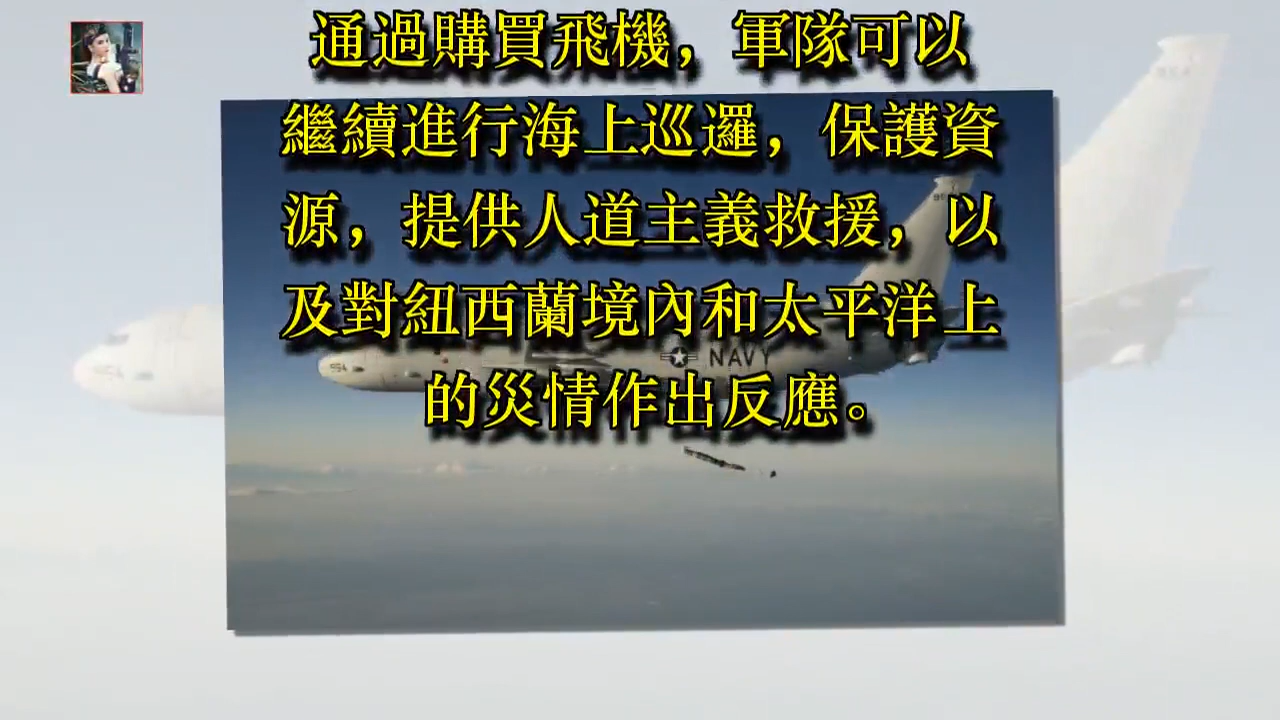 通過購買飛機，軍隊可以
繼續進行海上巡邏，保護資
源，提供人道主義救援，以
及對紐西蘭境內和太平洋上
的災情作出反應。
NAVY